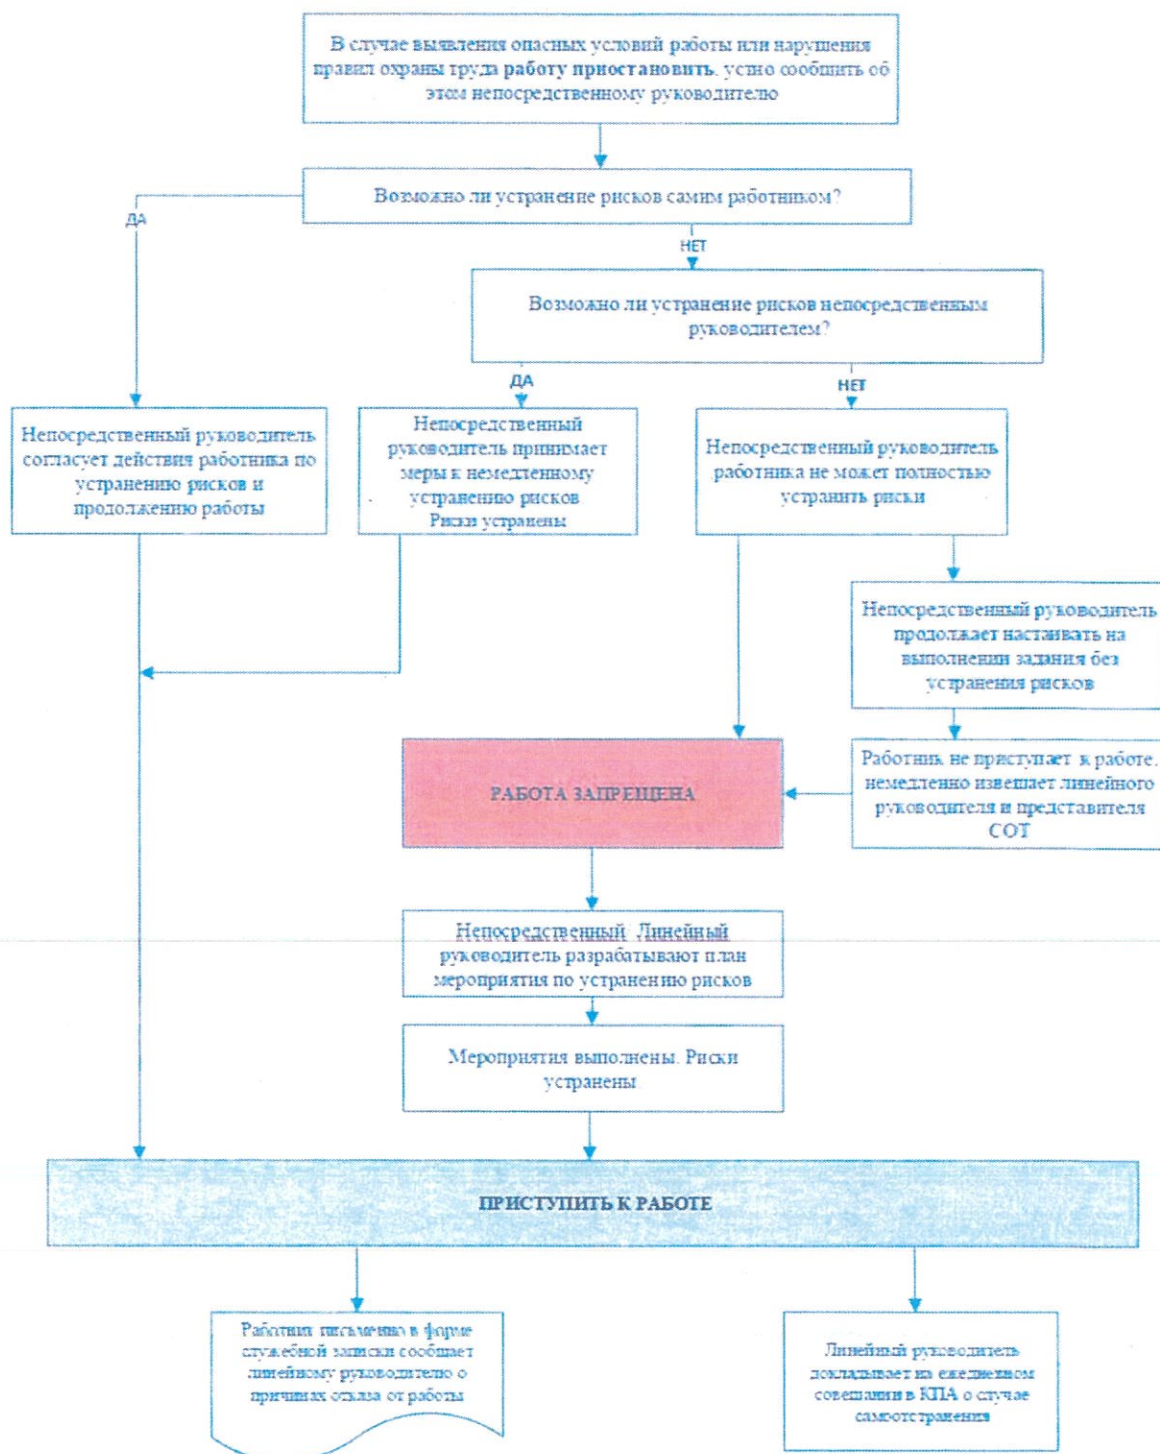 В случае выявления опасных условий работы или нарушения
правил охраны труда работу приостановить, устно сообщить об
этом непосредственному руководителю
Возможно ли устранение рисков самим работником?
ДА
НЕТ
Возможно ли устранение рисков непосредственным
руководителем?
ДА
НЕТ
Непосредственный руководитель
согласует действия работника по
устранению рисков и
продолжению работы
Непосредственный
руководитель принимает
меры к немедленному
устранению рисков
Риски устранены
Непосредственный руководитель
работника не может полностью
устранить риски
Непосредственный руководитель
продолжает настаивать на
выполнении задания без
устранения рисков
РАБОТА ЗАПРЕЩЕНА
Работник не приступает к работе,
немедленно извещает линейного
руководителя и представителя
СОТ
Непосредственный Линейный
руководитель разрабатывают план
мероприятия по устранению рисков
Мероприятия выполнены. Риски
устранены
ПРИСТУПИТЬ К РАБОТЕ
Работник письменно в форме
служебной записки сообщает
линейному руководителю о
причинах отказа от работы
Линейный руководитель
докладывает на ежедневном
совещании в КПА о случае
самоотстранения